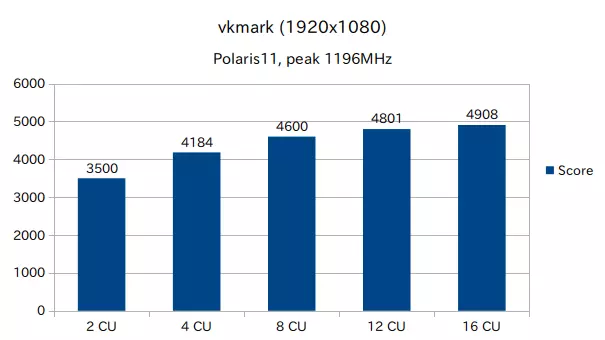 vkmark (1920x1080)
Polaris11, peak 1196MHz
6000
5000
4000
3000
2000
1000
0
3500
4184
4600
4801
4908
Score
2 CU
4 CU
8 CU
12 CU
16 CU